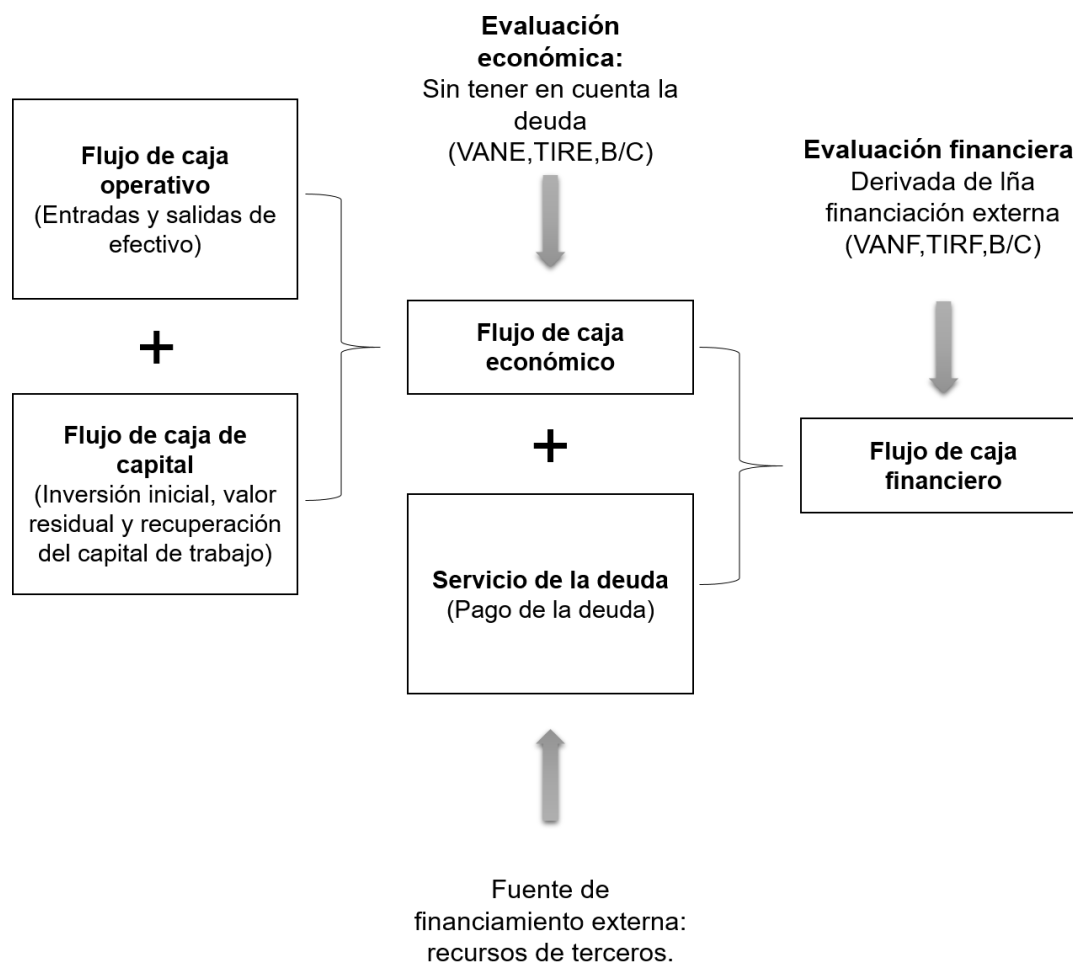 Evaluación
económica:
Sin tener en cuenta la
deuda
(VANE,TIRE,B/C)
Flujo de caja
operativo
(Entradas y salidas de
efectivo)
+
Flujo de caja de
capital
(Inversión inicial, valor
residual y recuperación
del capital de trabajo)
Flujo de caja
económico
+
Servicio de la deuda
(Pago de la deuda)
Fuente de
financiamiento externa:
recursos de terceros.
Evaluación financiera
Derivada de lña
financiación externa
(VANF,TIRF,B/C)
Flujo de caja
financiero